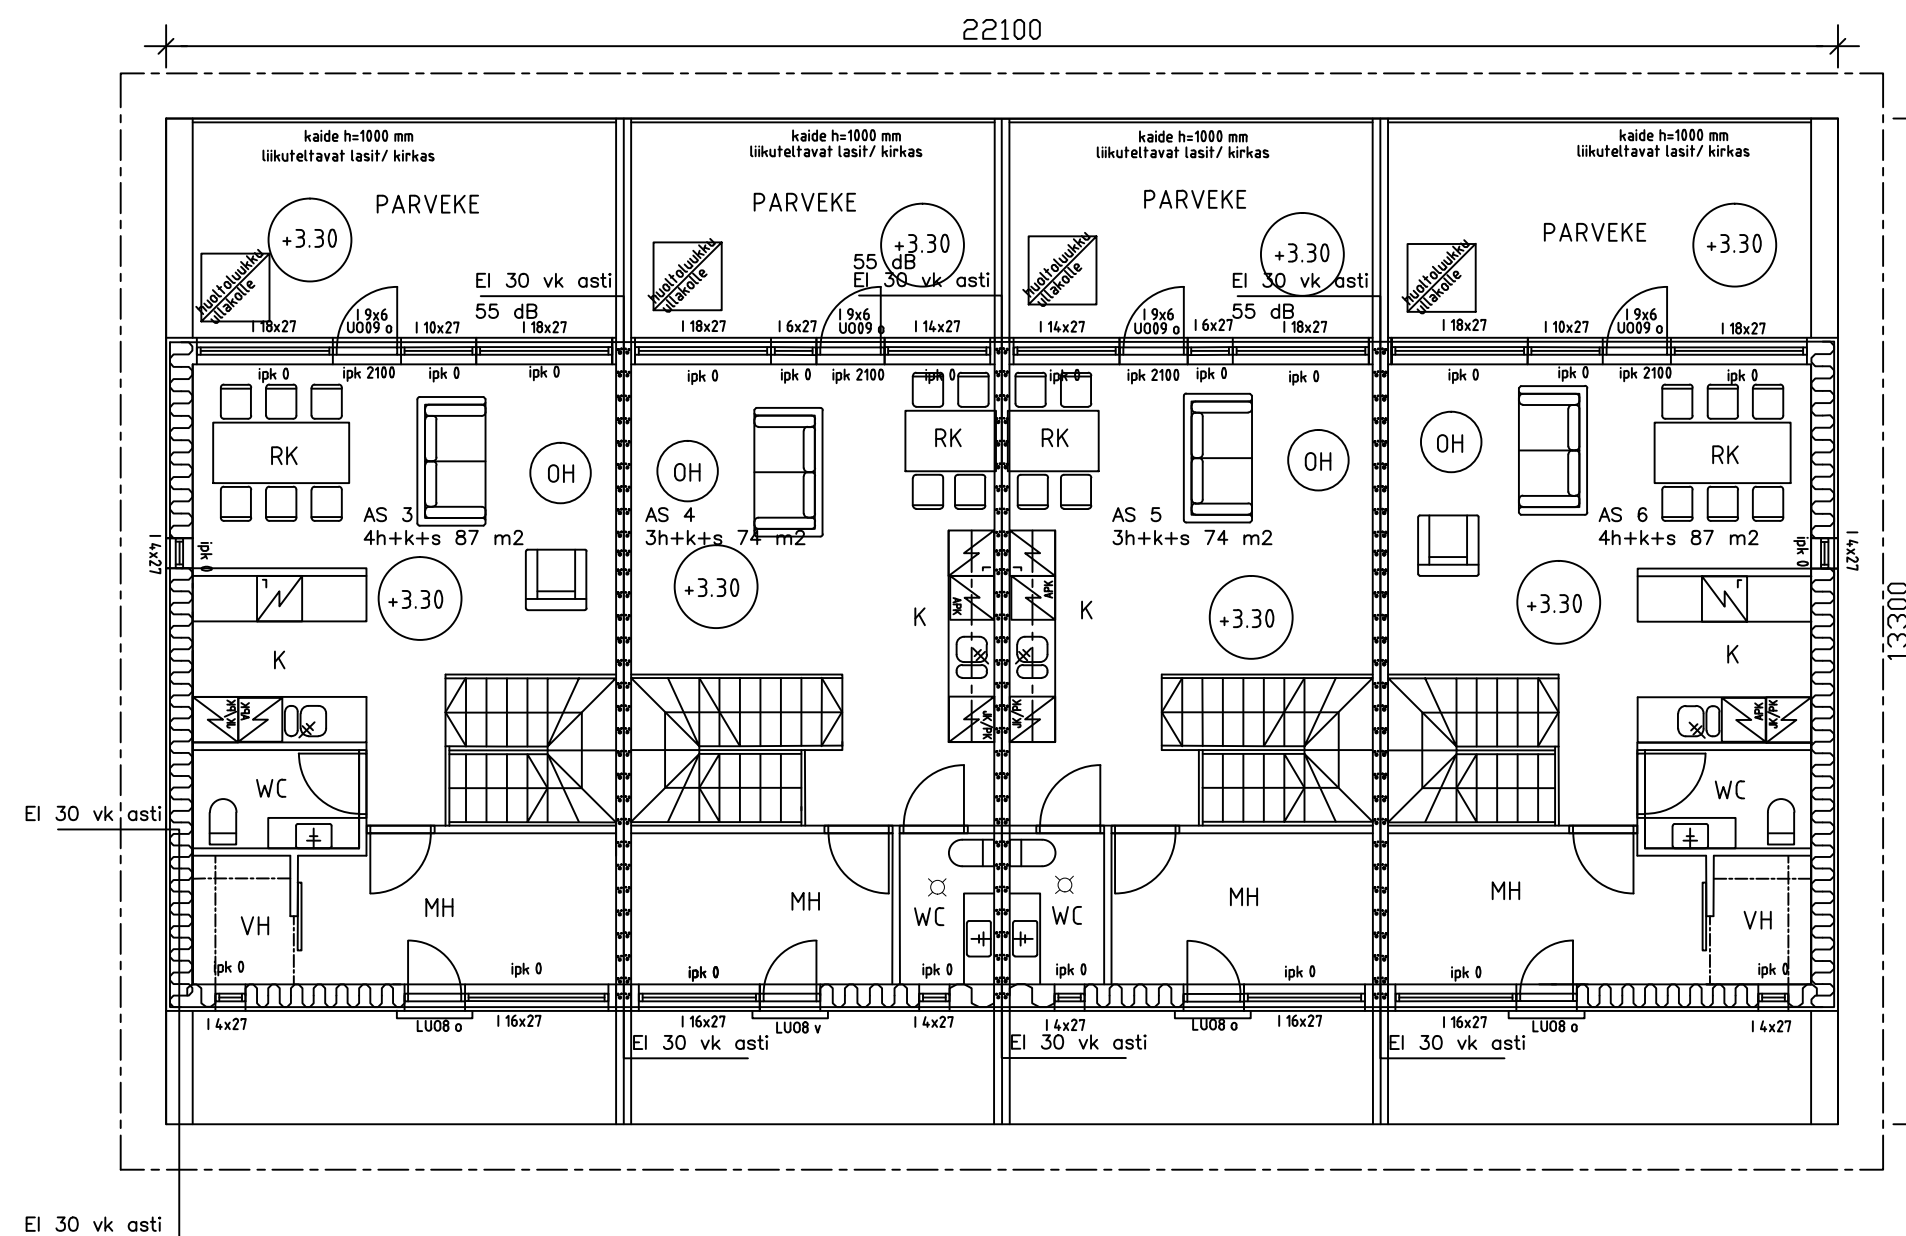 22100
13300
kaide h=1000 mm
liikuteltavat lasit/ kirkas
PARVEKE
+3.30
huoltoluukku
ullakolle
kaide h=1000 mm
liikuteltavat lasit/ kirkas
PARVEKE
+3.30
huoltoluukku
ullakolle
kaide h=1000 mm
liikuteltavat lasit/ kirkas
PARVEKE
+3.30
huoltoluukku
ullakolle
kaide h=1000 mm
liikuteltavat lasit/ kirkas
PARVEKE
+3.30
huoltoluukku
ullakolle
EI 30 vk asti
55 dB
55 dB
EI 30 vk asti
EI 30 vk asti
55 dB
I 18x27
I 9x6
UO09 o
I 10x27
I 18x27
I 18x27
I 6x27
I 9x6
UO09 o
I 14x27
I 14x27
I 9x6
UO09 o
I 6x27
I 18x27
I 18x27
I 10x27
I 9x6
UO09 o
I 18x27
ipk 0
ipk 2100
ipk 0
ipk 0
ipk 0
ipk 0
ipk 2100
ipk 0
ipk 0
ipk 2100
ipk 0
ipk 0
ipk 0
ipk 0
ipk 2100
ipk 0
RK
OH
OH
RK
RK
OH
OH
RK
AS 3
4h+k+s 87 m2
AS 4
3h+k+s 74 m2
AS 5
3h+k+s 74 m2
AS 6
4h+k+s 87 m2
I 4x27
ipk 0
ipk 0
I 4x27
+3.30
+3.30
+3.30
+3.30
L
L
L
APK
APK
K
K
K
K
JK/PK
APK
JK/PK
JK/PK
APK
JK/PK
WC
WC
EI 30 vk asti
MH
VH
MH
WC
WC
MH
MH
VH
ipk 0
ipk 0
ipk 0
ipk 0
ipk 0
ipk 0
ipk 0
ipk 0
I 4x27
LU08 o
I 16x27
I 16x27
LU08 v
I 4x27
I 4x27
LU08 o
I 16x27
I 16x27
LU08 o
I 4x27
EI 30 vk asti
EI 30 vk asti
EI 30 vk asti
EI 30 vk asti